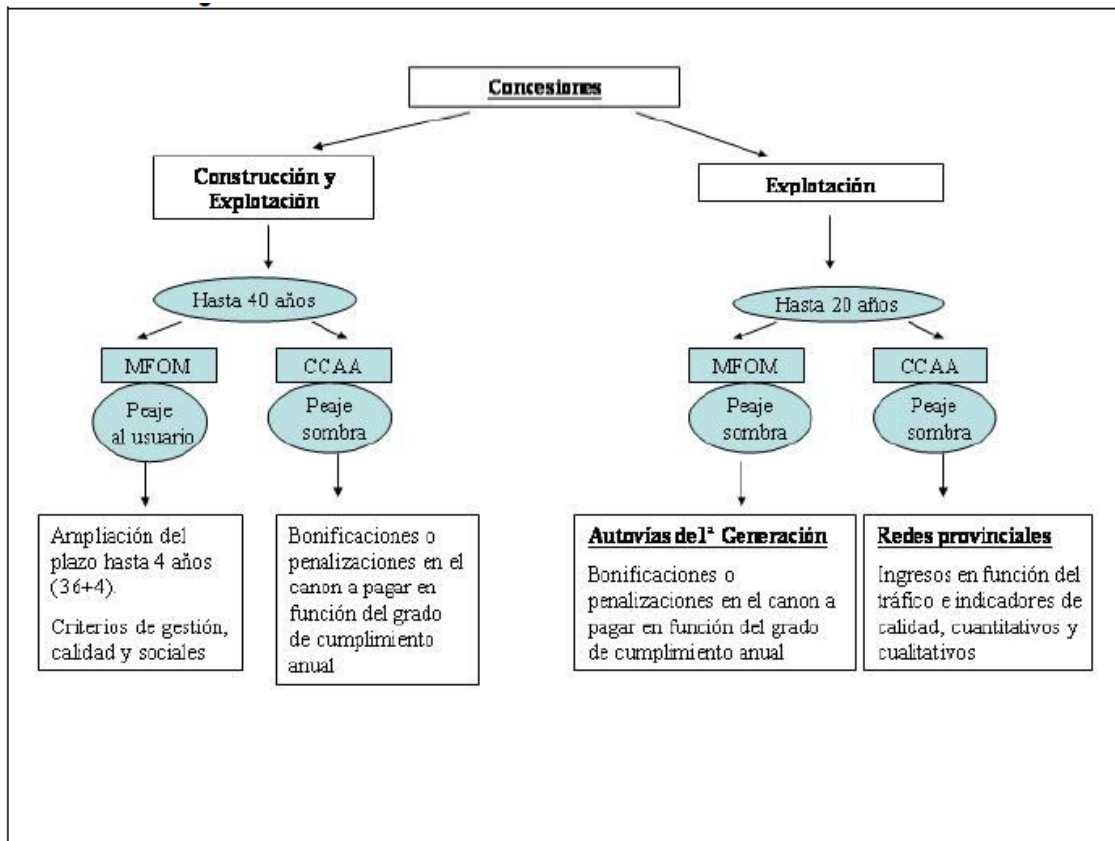 Concesiones
Construcción y
Explotación
Explotación
Hasta 40 años
Hasta 20 años
MFOM
CCAA
MFOM
CCAA
Peaje
al usuario
Peaje
sombra
Peaje
sombra
Peaje
sombra
Ampliación del
plazo hasta 4 años
(36+4).
Criterios de gestión,
calidad y sociales
Bonificaciones o
penalizaciones en el
canon a pagar en
función del grado
de cumplimiento
anual
Autovías de 1ª Generación
Bonificaciones o
penalizaciones en el canon a
pagar en función del grado
de cumplimiento anual
Redes provinciales
Ingresos en función del
tráfico e indicadores de
calidad, cuantitativos y
cualitativos